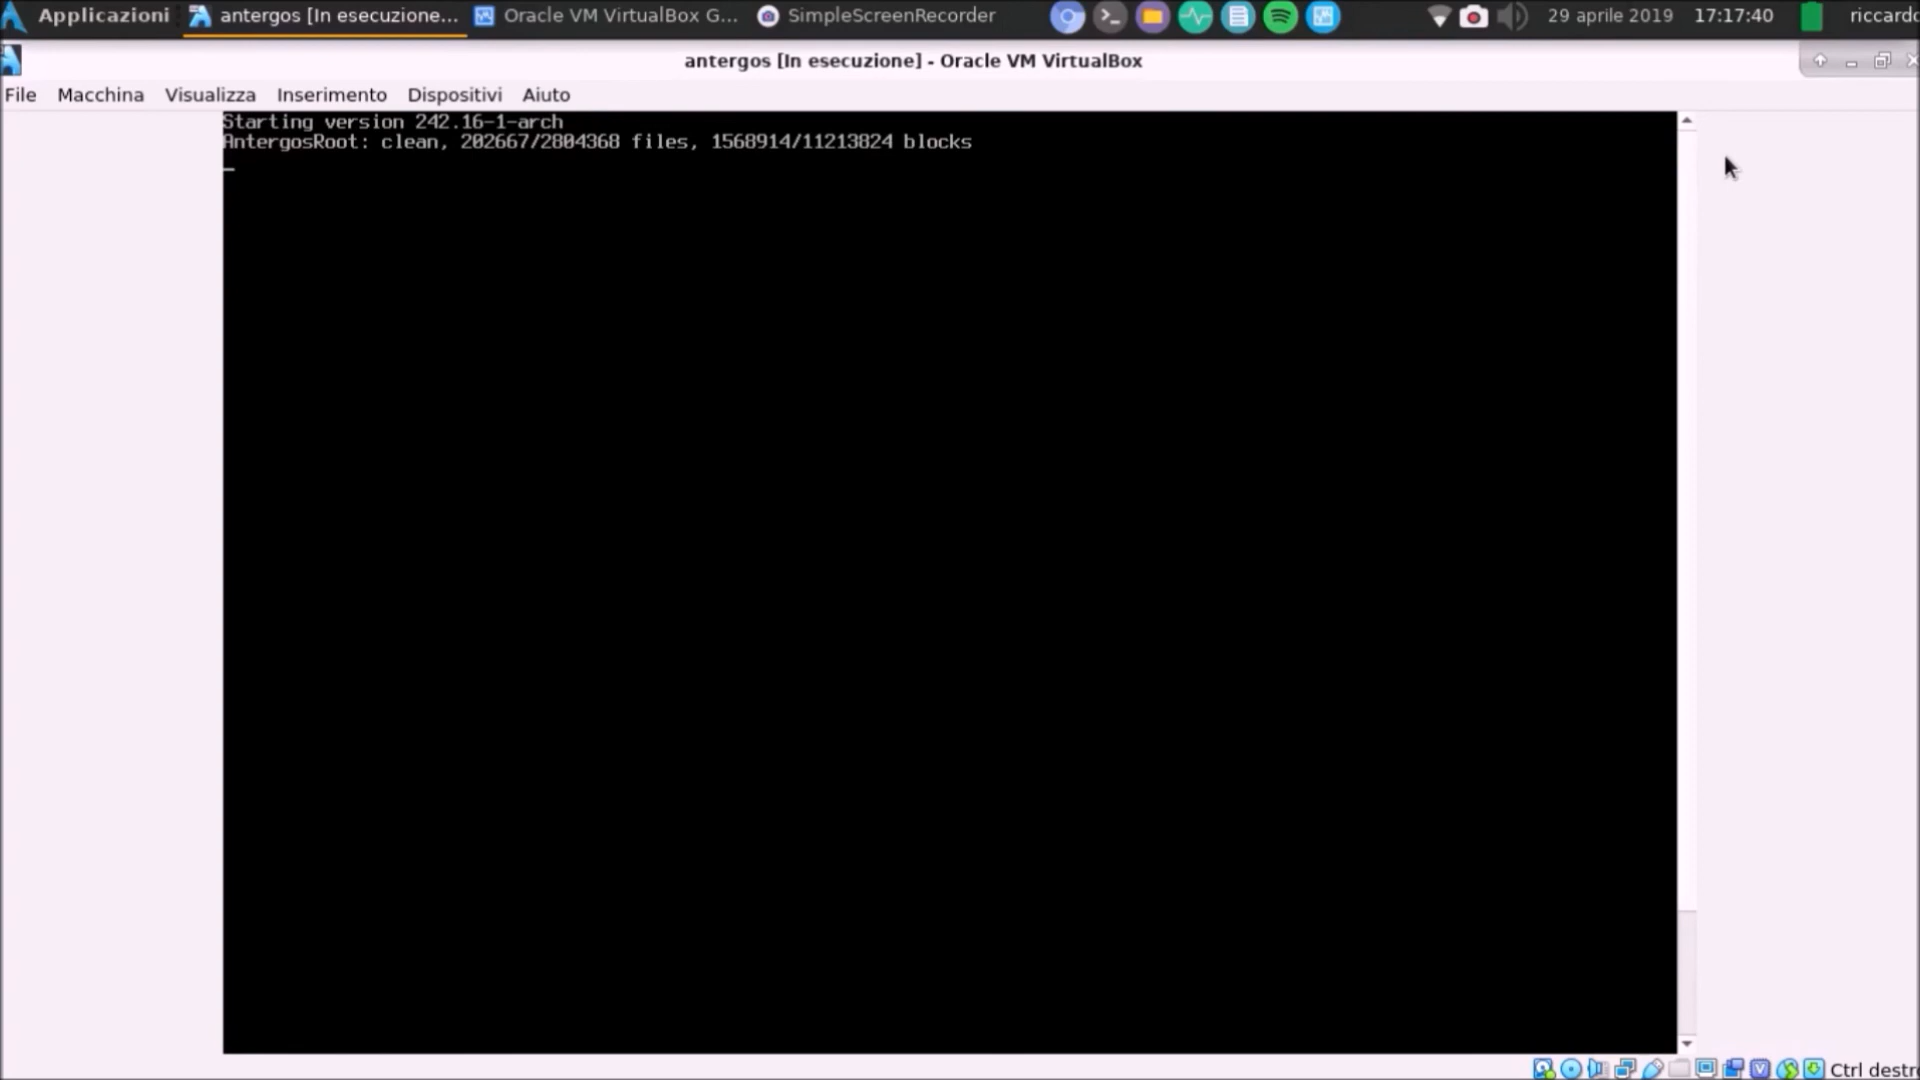 Applicazioni antergos [In esecuzione... Oracle VM VirtualBox G... SimpleScreenRecorder 29 aprile 2019 17:17:40 riccardo
antergos [In esecuzione] - Oracle VM VirtualBox
File Macchina Visualizza Inserimento Dispositivi Aiuto
Starting version 242.16-1-arch
AntergosRoot: clean, 202667/2804368 files, 1568914/11213824 blocks
Ctrl destro